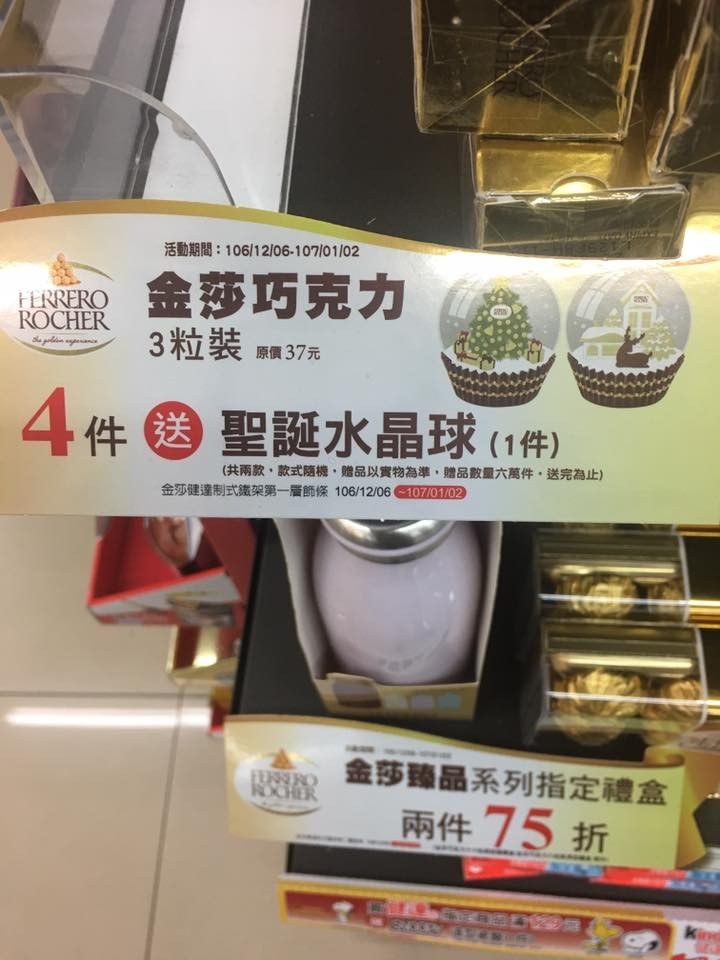 活動期間：106/12/06-107/01/02
FERRERO
ROCHER
the golden experience
金莎巧克力
3粒裝 原價37元
4件送聖誕水晶球(1件)
(共兩款，款式隨機，贈品以實物為準，贈品數量六萬件，送完為止)
金莎健達制式鐵架第一層飾條 106/12/06 ~107/01/02
FERRERO
ROCHER
金莎臻品系列指定禮盒
兩件75折